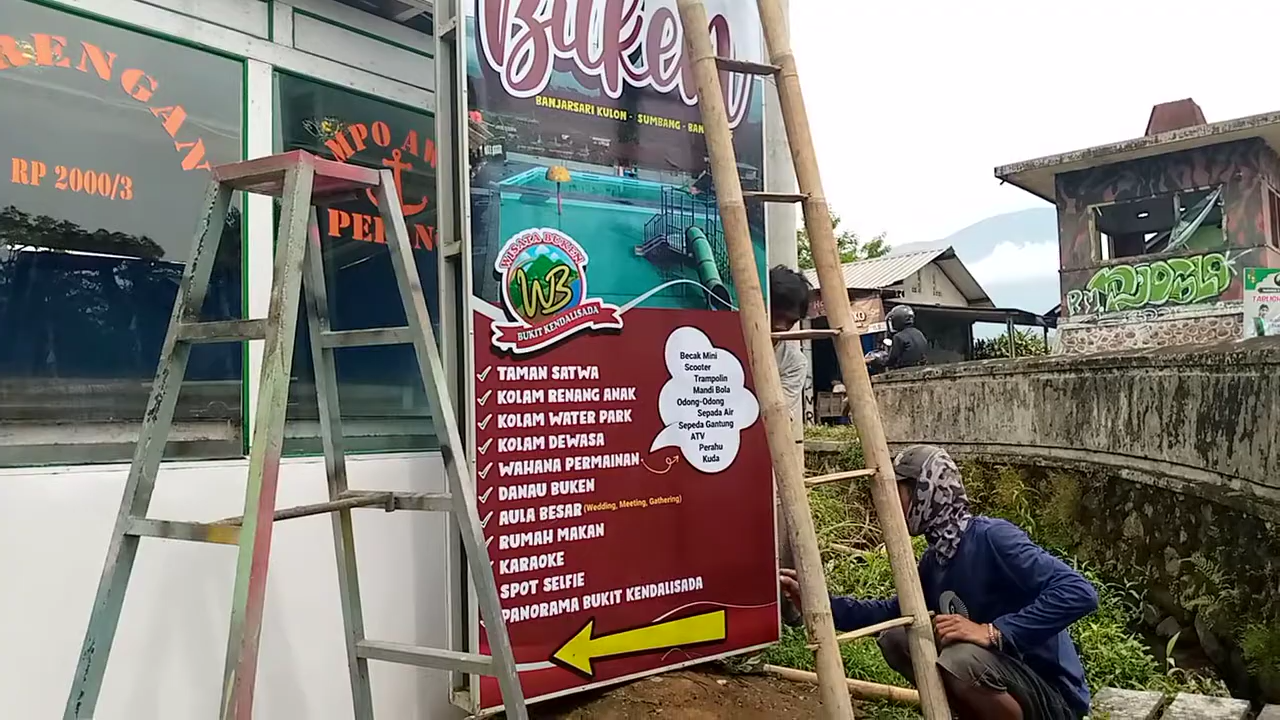 RENGAN
RP 2000/3
MPO AW
Buken
BANJARSARI KULON - SUMBANG - BAN
WISATA BUKEN
WB
BUKIT KENDALISADA
TAMAN SATWA
KOLAM RENANG ANAK
KOLAM WATER PARK
KOLAM DEWASA
WAHANA PERMAINAN
DANAU BUKEN
AULA BESAR (Wedding, Meeting, Gathering)
RUMAH MAKAN
KARAOKE
SPOT SELFIE
PANORAMA BUKIT KENDALISADA
Becak Mini
Scooter
Trampolin
Mandi Bola
Odong-Odong
Sepada Air
Sepeda Gantung
ATV
Perahu
Kuda